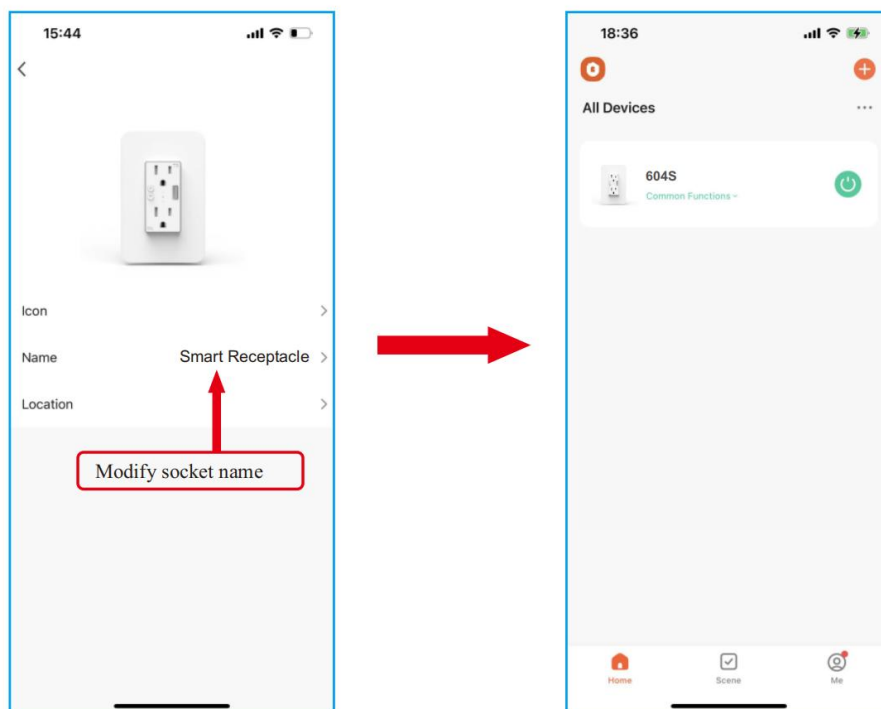 15:44
Icon
Name Smart Receptacle
Location
Modify socket name
18:36
All Devices
604S
Common Functions
Home Scene Me